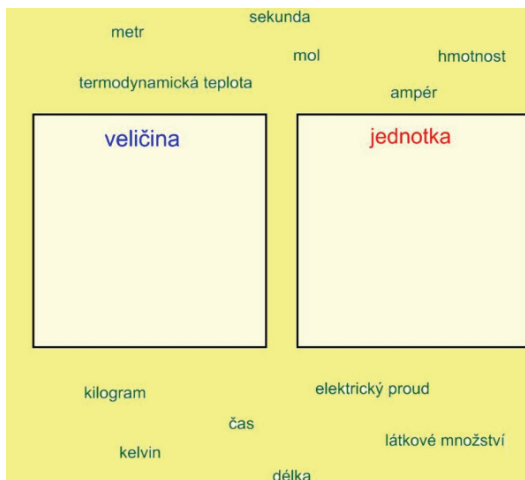 sekunda
metr
mol
hmotnost
termodynamická teplota
ampér
veličina
jednotka
kilogram
elektrický proud
čas
látkové množství
kelvin
délka